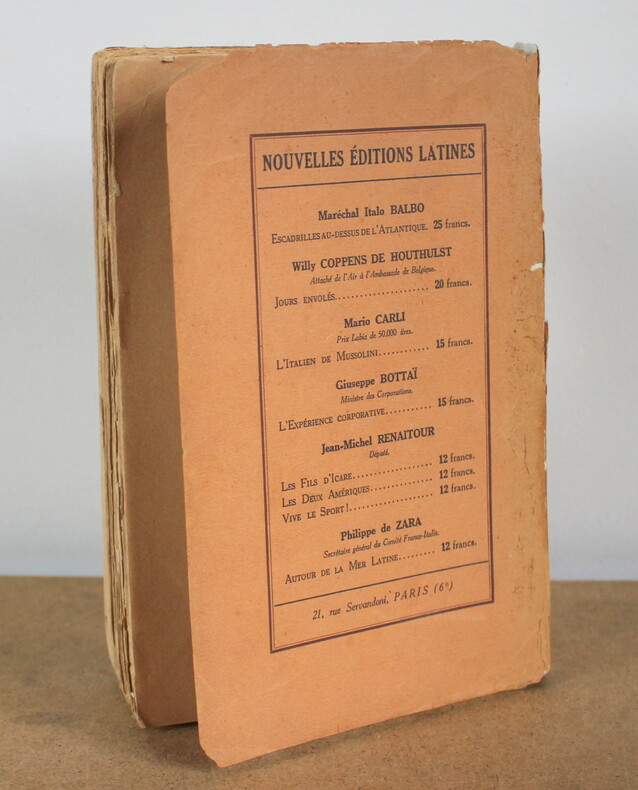 NOUVELLES ÉDITIONS LATINES
Maréchal Italo BALBO
ESCADRILLES AU-DESSUS DE L'ATLANTIQUE. 25 francs.
Willy COPPENS DE HOUTHULST
Attaché de l'Air à l'Ambassade de Belgique.
JOURS ENVOLÉS..................... 20 francs.
Mario CARLI
Prix Labia de 50.000 lires.
L'ITALIEN DE MUSSOLINI............ 15 francs.
Giuseppe BOTTAÏ
Ministre des Corporations.
L'EXPÉRIENCE CORPORATIVE.......... 15 francs.
Jean-Michel RENAITOUR
Député.
LES FILS D'ICARE.................. 12 francs.
LES DEUX AMÉRIQUES.............. 12 francs.
VIVE LE SPORT !................... 12 francs.
Philippe de ZARA
Secrétaire général du Comité France-Italie.
AUTOUR DE LA MER LATINE........ 12 francs.
21, rue Servandoni, PARIS (6e)